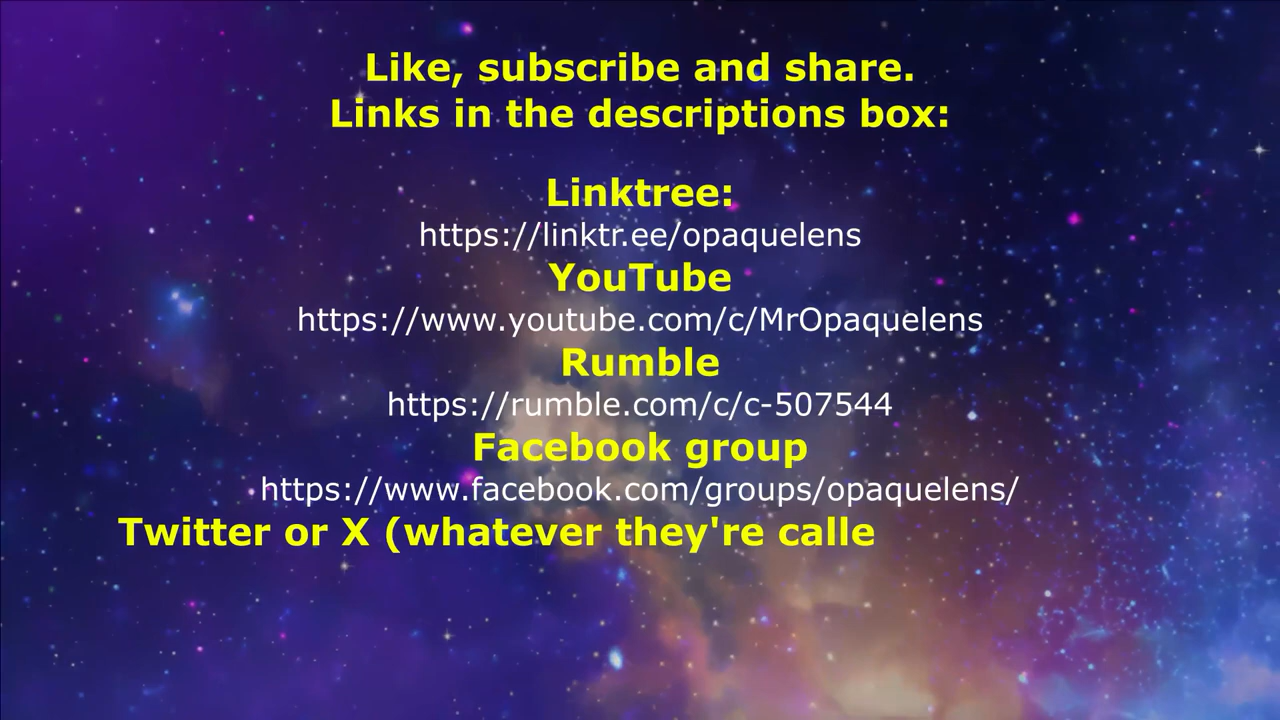 Like, subscribe and share.
Links in the descriptions box:
Linktree:
https://linktr.ee/opaquelens
YouTube
https://www.youtube.com/c/MrOpaquelens
Rumble
https://rumble.com/c/c-507544
Facebook group
https://www.facebook.com/groups/opaquelens/
Twitter or X (whatever they're calle